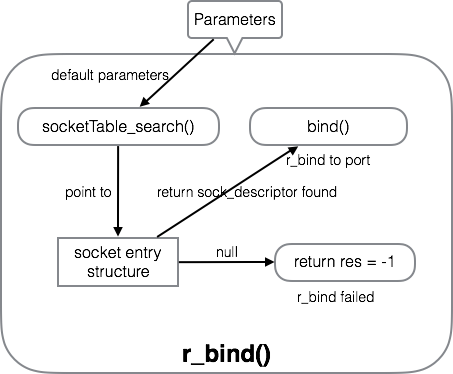 Parameters
default parameters
socketTable_search()
bind()
r_bind to port
point to
return sock_descriptor found
socket entry
structure
null
return res = -1
r_bind failed
r_bind()